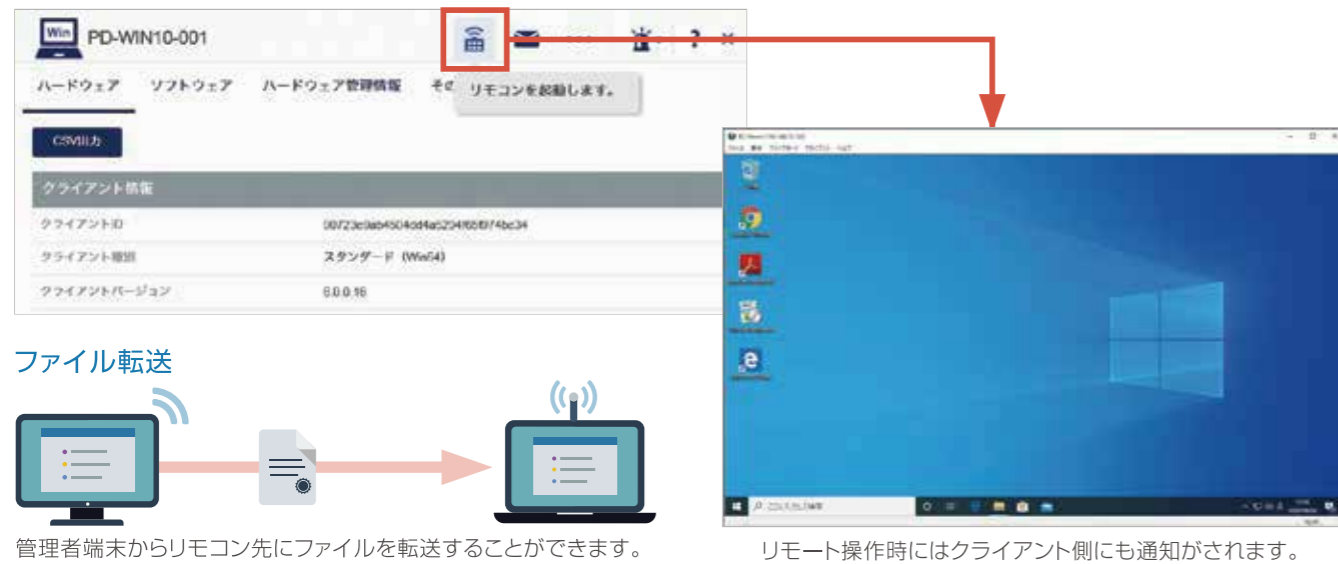 Win PD-WIN10-001
ハードウェア ソフトウェア ハードウェア管理情報 その
リモコンを起動します。
CSV出力
クライアント情報
クライアントID
クライアント種別 スタンダード (Win64)
クライアントバージョン 6.0.0.16
ファイル転送
管理者端末からリモコン先にファイルを転送することができます。
リモート操作時にはクライアント側にも通知がされます。